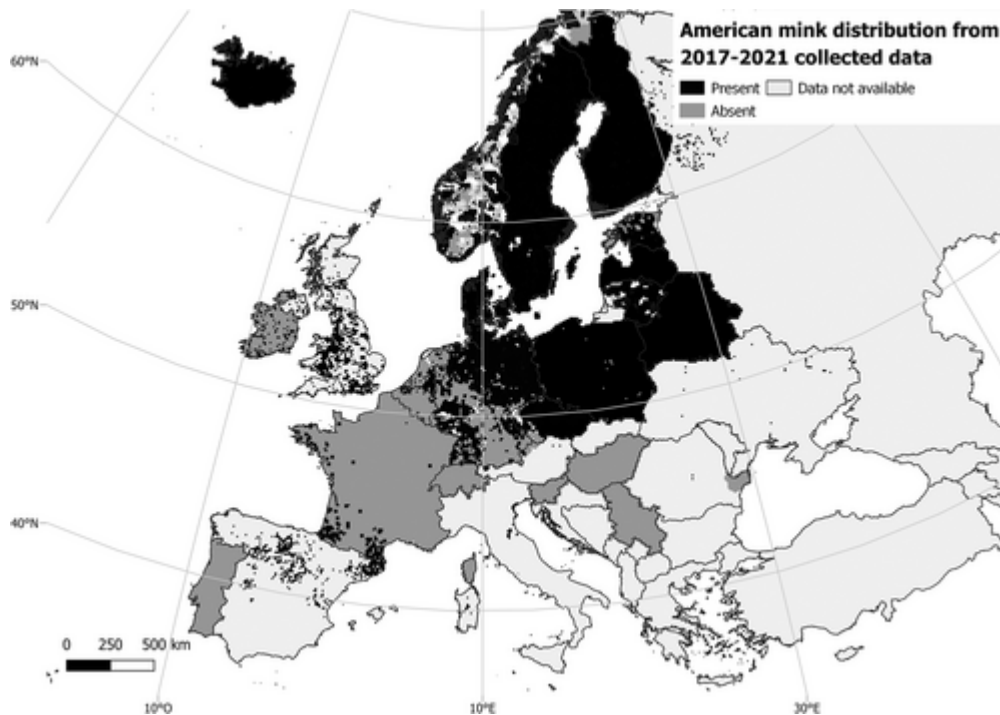 American mink distribution from
2017-2021 collected data
Present Data not available
Absent
60°N
50°N
40°N
0 250 500 km
10°O 10°E 30°E